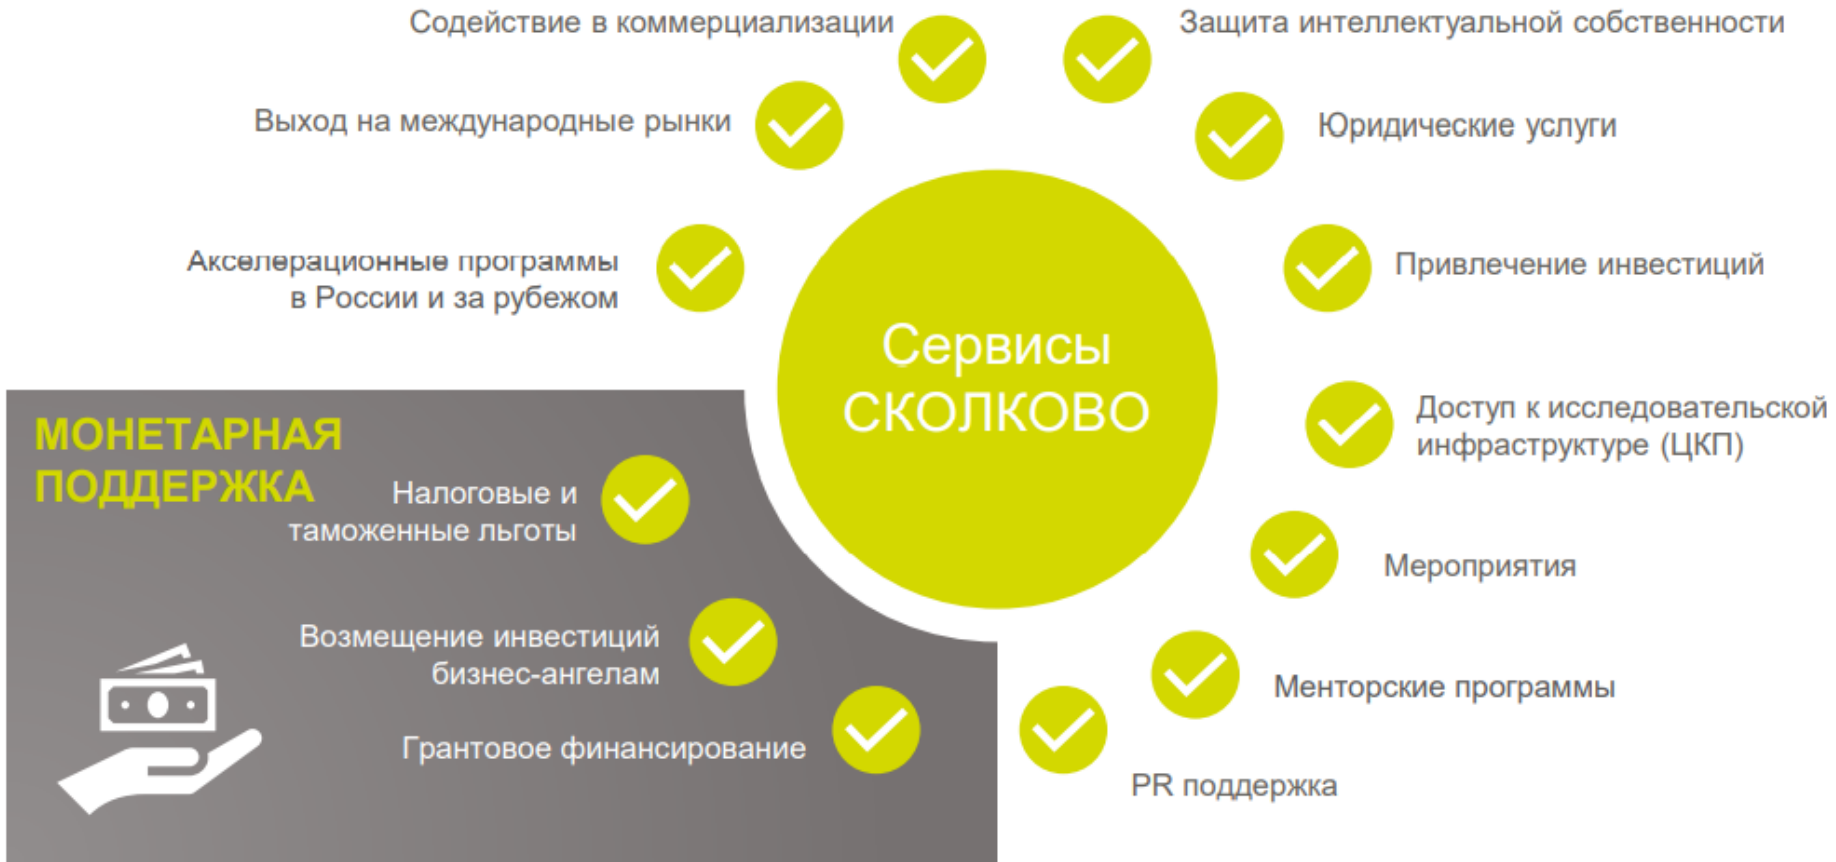 Содействие в коммерциализации
Защита интеллектуальной собственности
Выход на международные рынки
Юридические услуги
Акселерационные программы
в России и за рубежом
Привлечение инвестиций
Сервисы
СКОЛКОВО
Доступ к исследовательской
инфраструктуре (ЦКП)
МОНЕТАРНАЯ
ПОДДЕРЖКА
Налоговые и
таможенные льготы
Мероприятия
Возмещение инвестиций
бизнес-ангелам
Менторские программы
Грантовое финансирование
PR поддержка